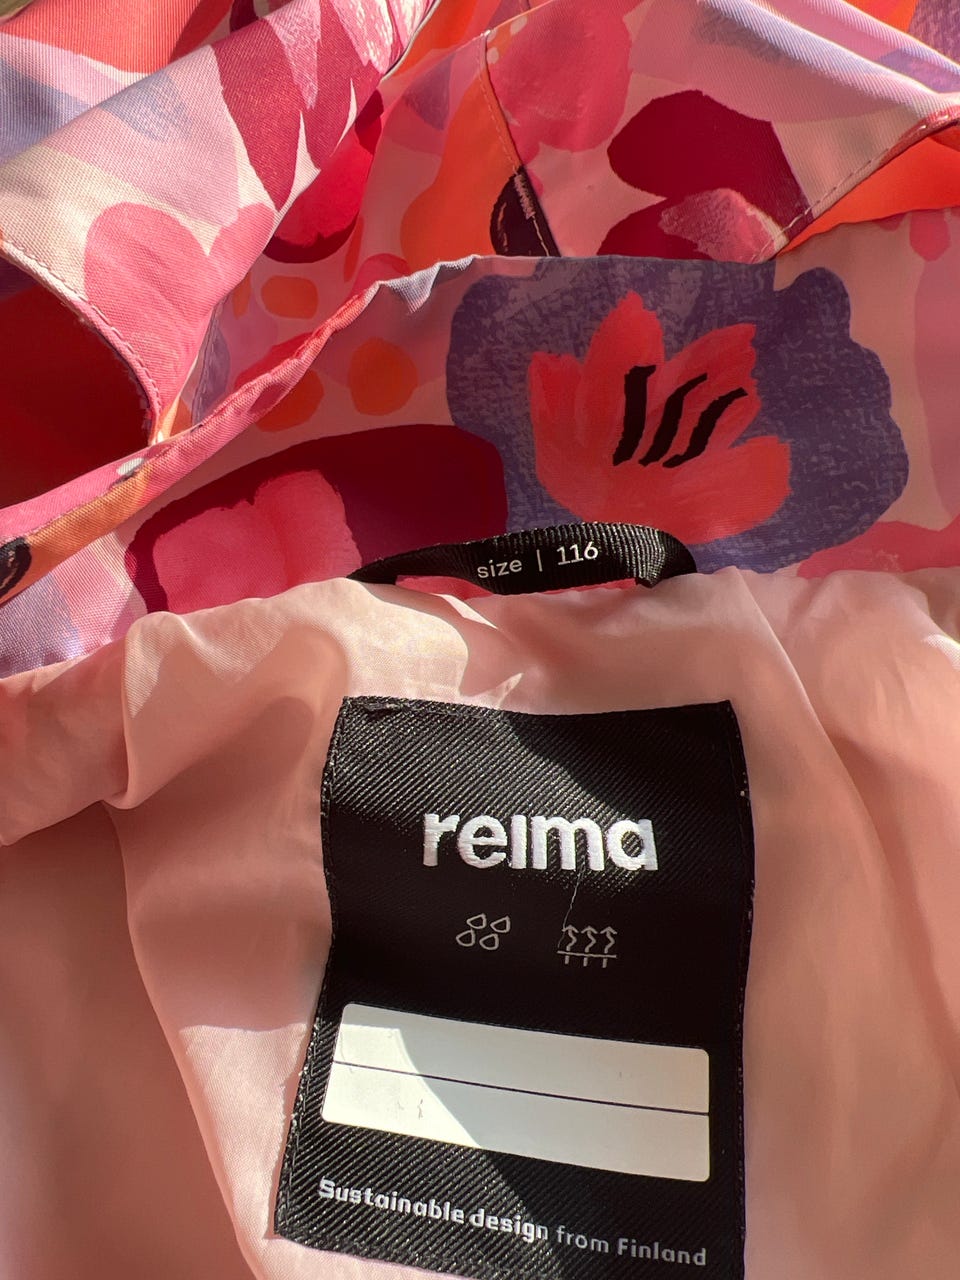 size | 116
reima
Sustainable design from Finland